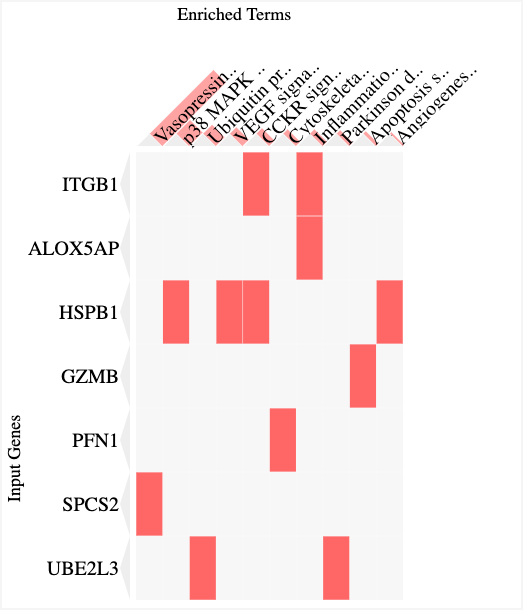 Enriched Terms
Vasopressin..
p38 MAPK ..
Ubiquitin pr..
VEGF signa..
CCKR sign..
Cytoskeleta..
Inflammatio..
Parkinson d..
Apoptosis s..
Angiogenes..
ITGB1
ALOX5AP
HSPB1
GZMB
PFN1
SPCS2
UBE2L3
Input Genes